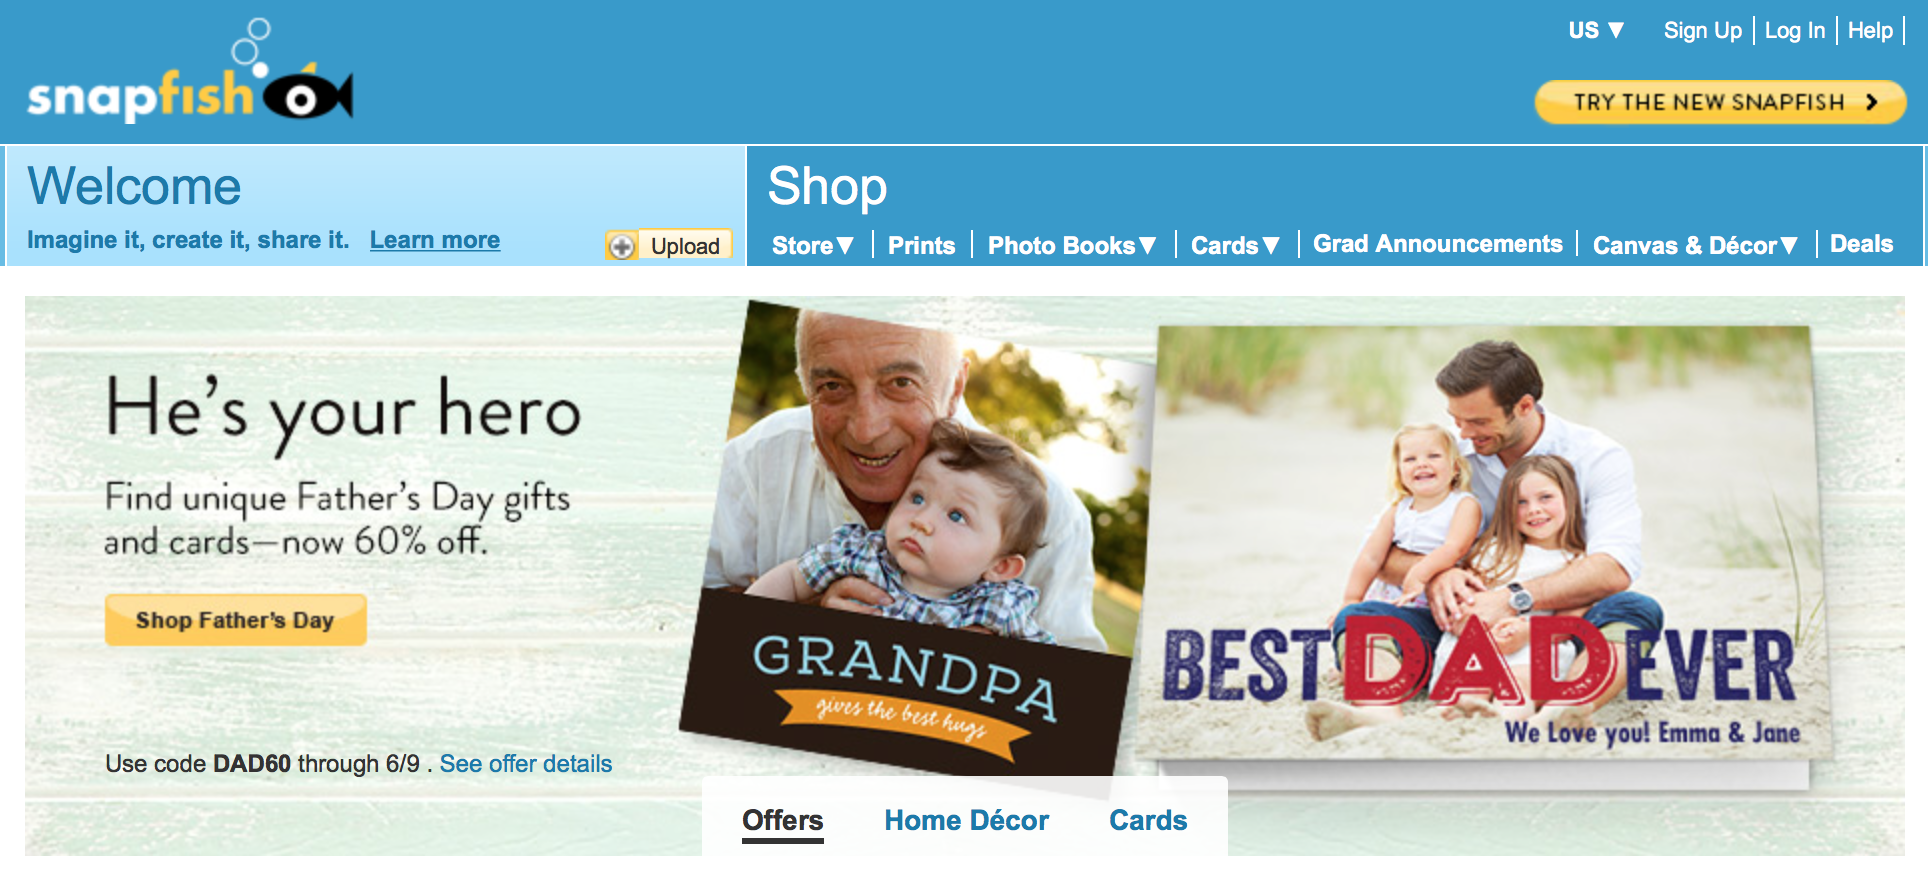 US ▼ Sign Up Log In Help
snapfish
TRY THE NEW SNAPFISH >
Welcome
Imagine it, create it, share it. Learn more
Upload
Shop
Store▼ Prints Photo Books▼ Cards▼ Grad Announcements Canvas & Décor▼ Deals
He's your hero
Find unique Father's Day gifts
and cards—now 60% off.
Shop Father's Day
Use code DAD60 through 6/9 . See offer details
GRANDPA
gives the best hugs
BEST DAD EVER
We Love you! Emma & Jane
Offers Home Décor Cards